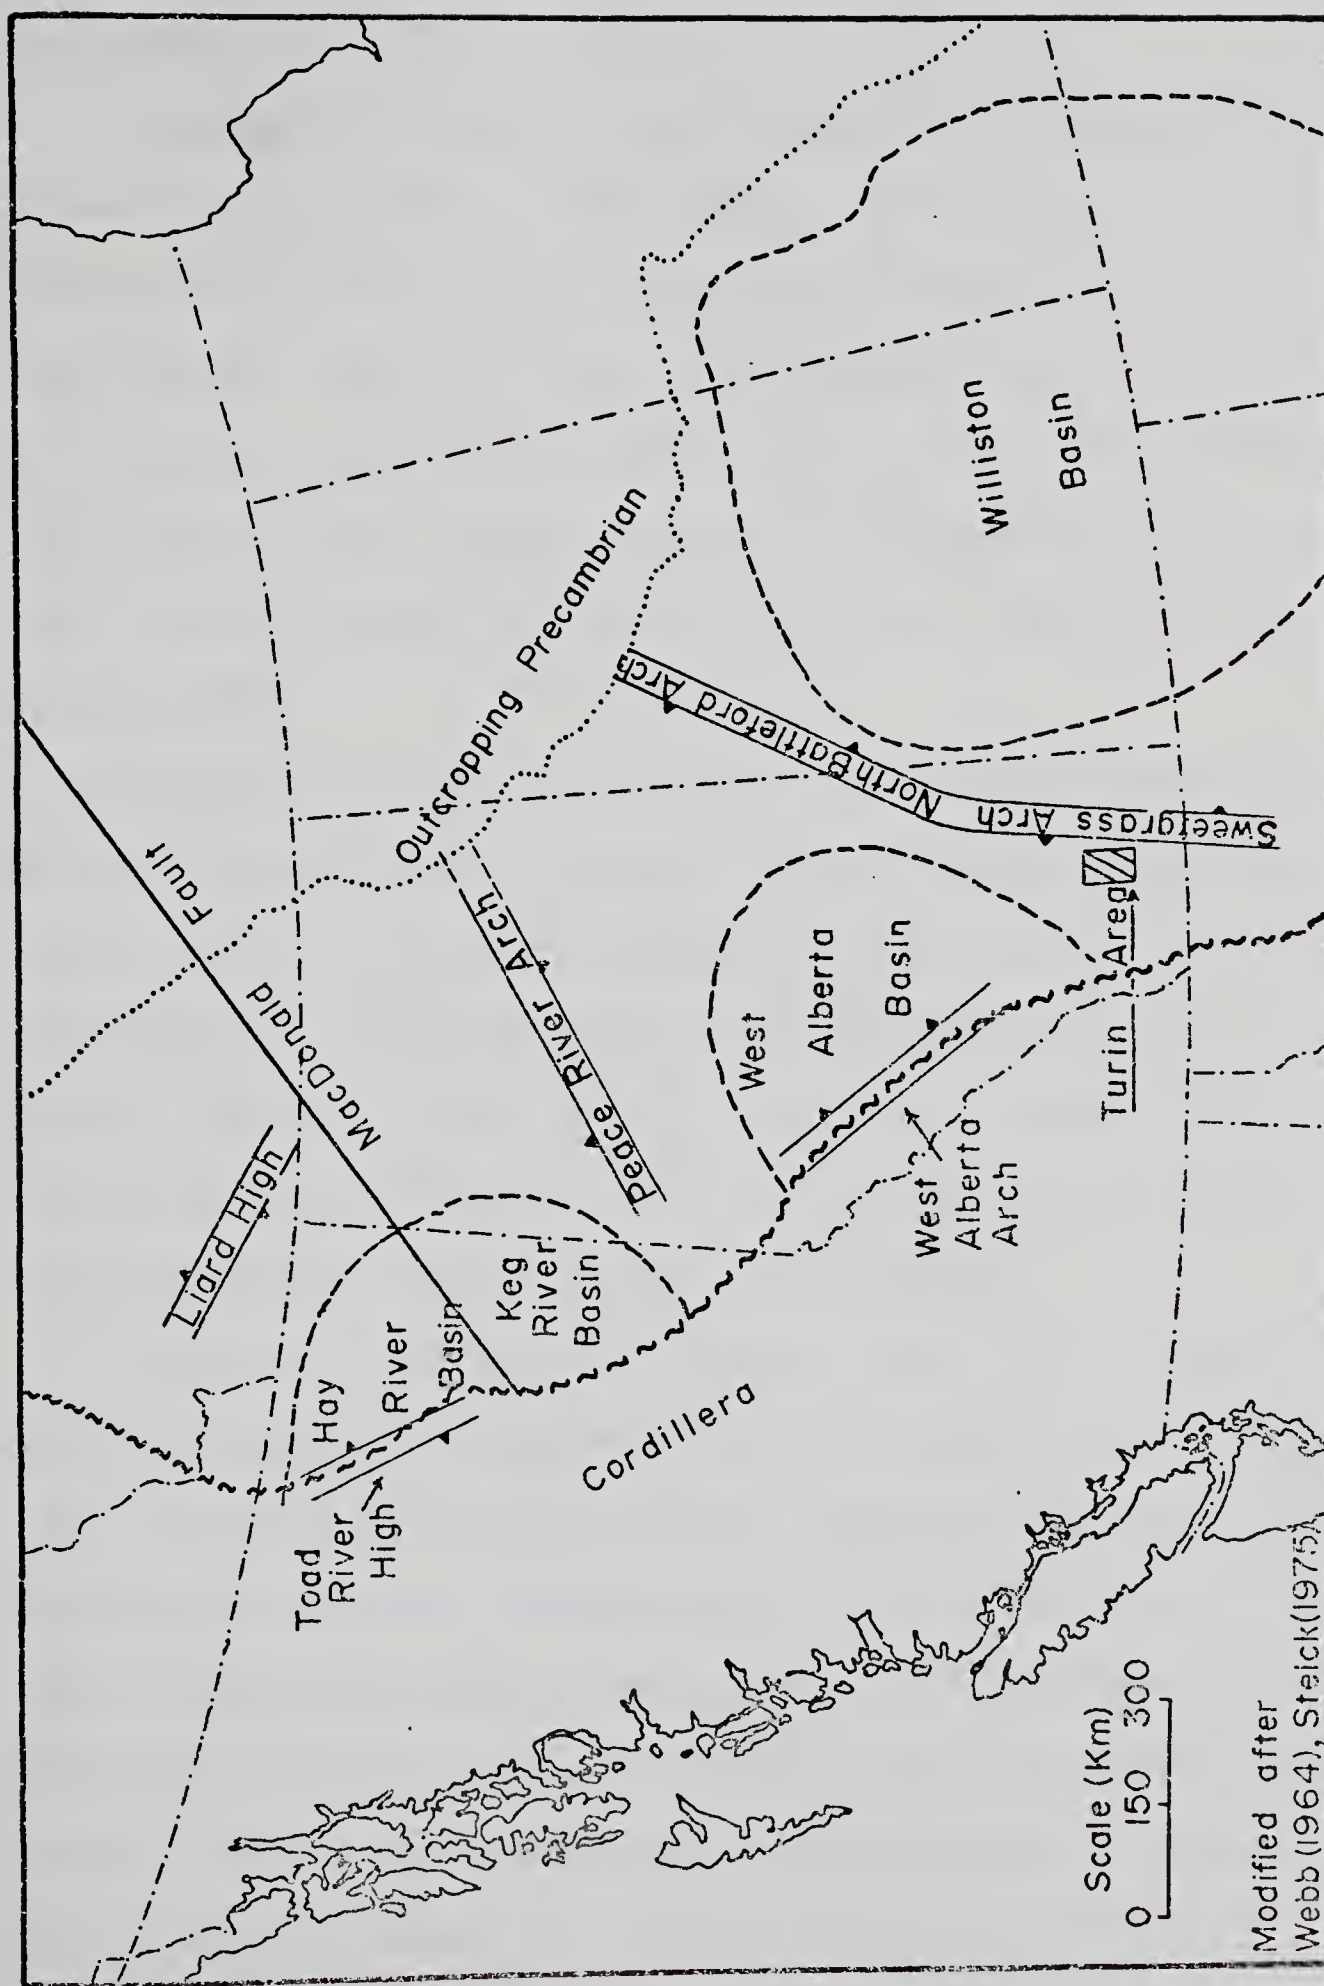 Liard High
MacDonald
Fault
Outcropping Precambrian
Toad
River
High
Hay
River
Basin
Keg
River
Basin
Peace River Arch
Cordillera
West
Alberta
Basin
West
Alberta
Arch
North Battleford Arch
Sweetgrass Arch
Williston
Basin
Turin Area
Scale (Km)
0 150 300
Modified after
Webb (1964), Steick (1975)